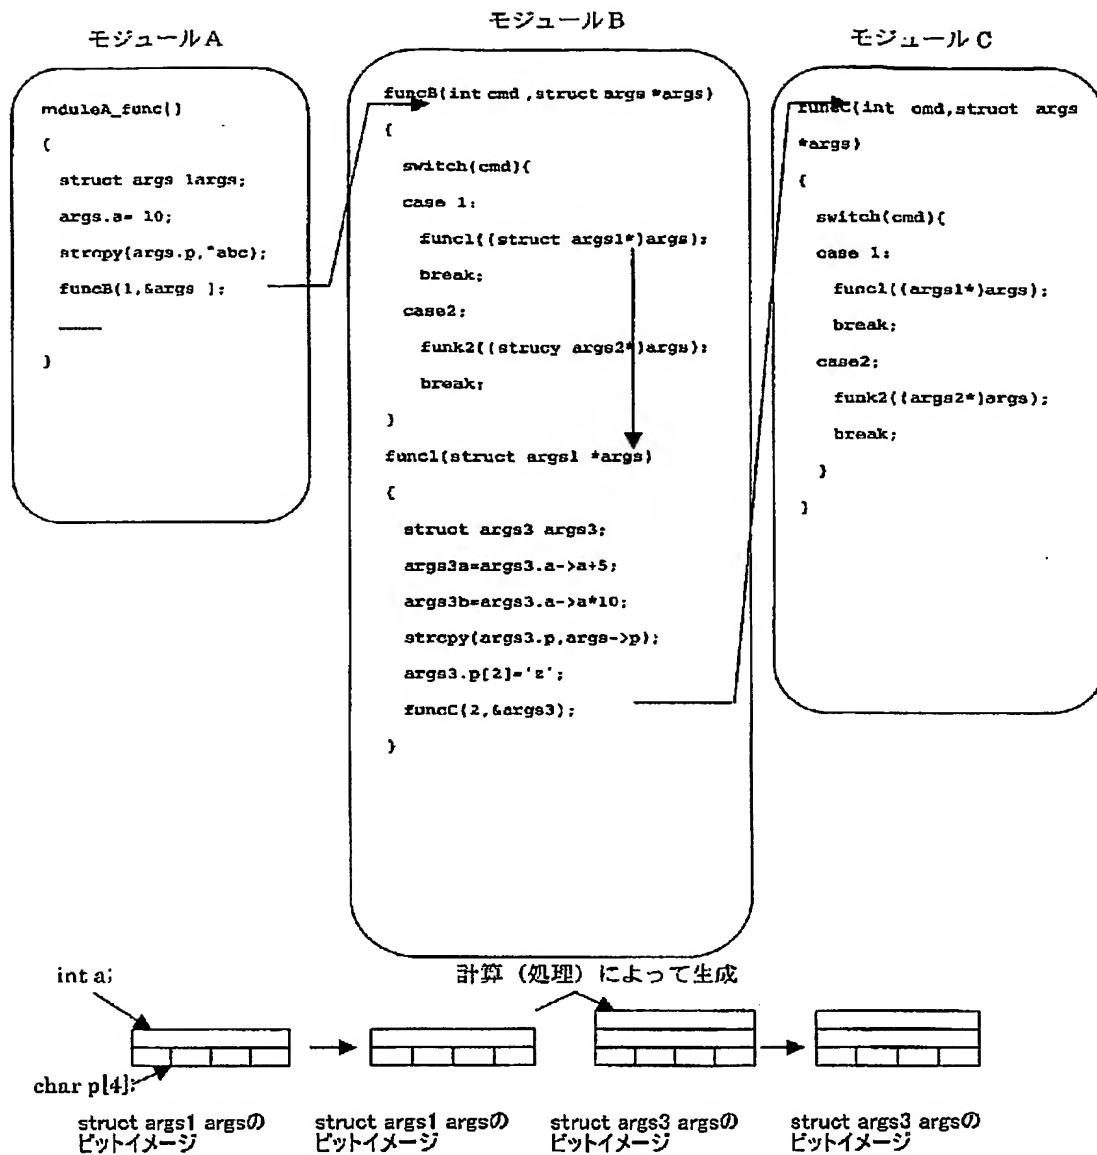 モジュールA
mduleA_func()
{
struct args 1args;
args.a= 10;
strcpy(args.p,"abc);
funcB(1,&args );
}
モジュールB
funcB(int cmd ,struct args *args)
{
switch(cmd){
case 1:
func1((struct args1*)args);
break;
case2;
funk2((strucy args2*)args);
break;
}
func1(struct args1 *args)
{
struct args3 args3;
args3a=args3.a->a+5;
args3b=args3.a->a*10;
strcpy(args3.p,args->p);
args3.p[2]='z';
funcC(2,&args3);
}
モジュールC
funcC(int cmd,struct args
*args)
{
switch(cmd){
case 1:
func1((args1*)args);
break;
case2;
funk2((args2*)args);
break;
}
}
int a;
計算（処理）によって生成
char p[4];
struct args1 argsの
ビットイメージ
struct args1 argsの
ビットイメージ
struct args3 argsの
ビットイメージ
struct args3 argsの
ビットイメージ